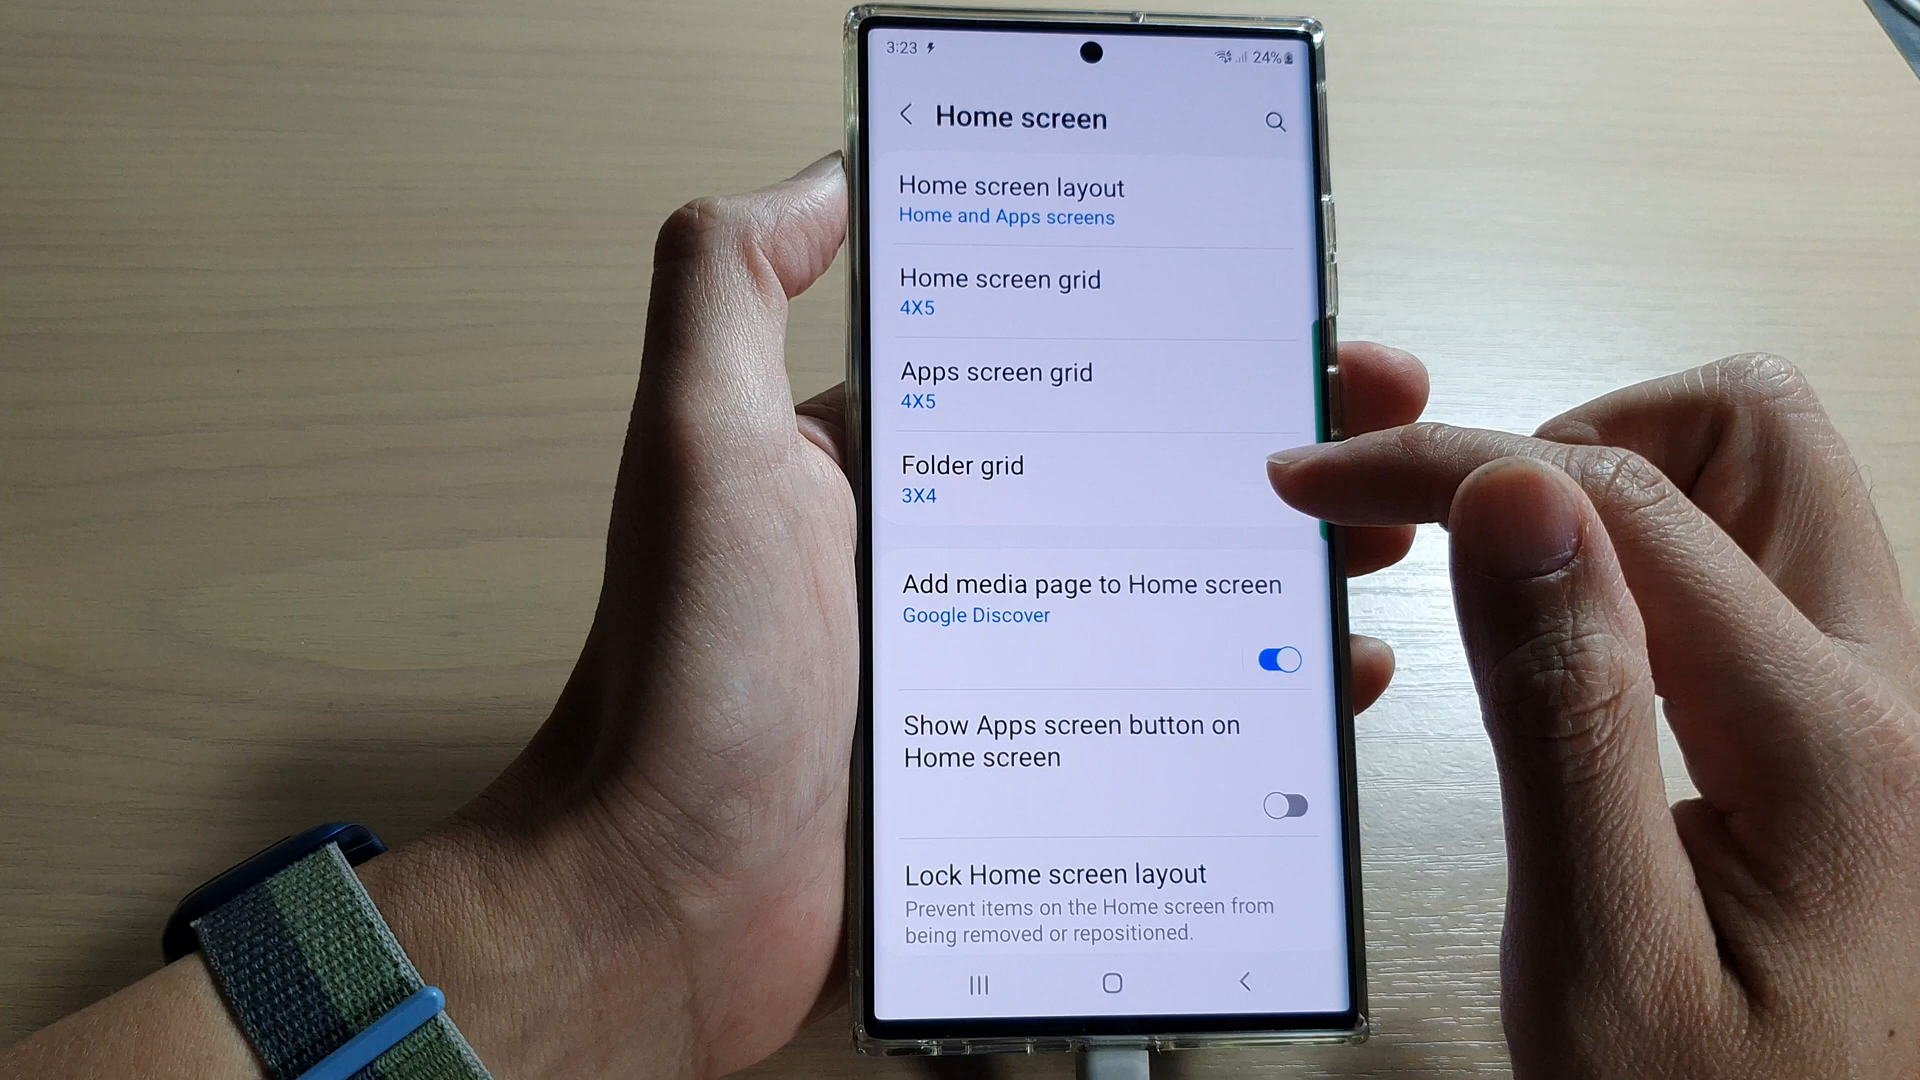 3:23
24%
Home screen
Home screen layout
Home and Apps screens
Home screen grid
4X5
Apps screen grid
4X5
Folder grid
3X4
Add media page to Home screen
Google Discover
Show Apps screen button on
Home screen
Lock Home screen layout
Prevent items on the Home screen from
being removed or repositioned.